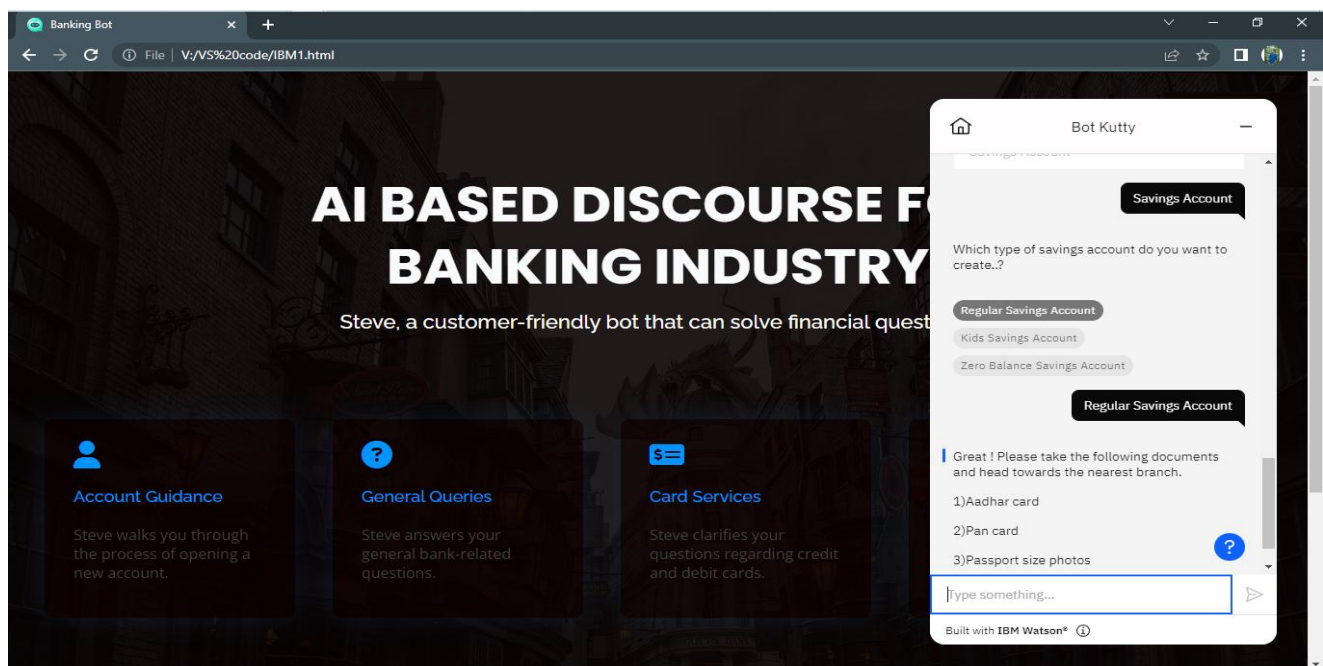 Banking Bot
File | V:/VS%20code/IBM1.html
AI BASED DISCOURSE F
BANKING INDUSTRY
Steve, a customer-friendly bot that can solve financial quest
Account Guidance
Steve walks you through
the process of opening a
new account.
General Queries
Steve answers your
general bank-related
questions.
Card Services
Steve clarifies your
questions regarding credit
and debit cards.
Bot Kutty
Savings Account
Savings Account
Which type of savings account do you want to
create..?
Regular Savings Account
Kids Savings Account
Zero Balance Savings Account
Regular Savings Account
Great ! Please take the following documents
and head towards the nearest branch.
1)Aadhar card
2)Pan card
3)Passport size photos
?
Type something...
Built with IBM Watson®